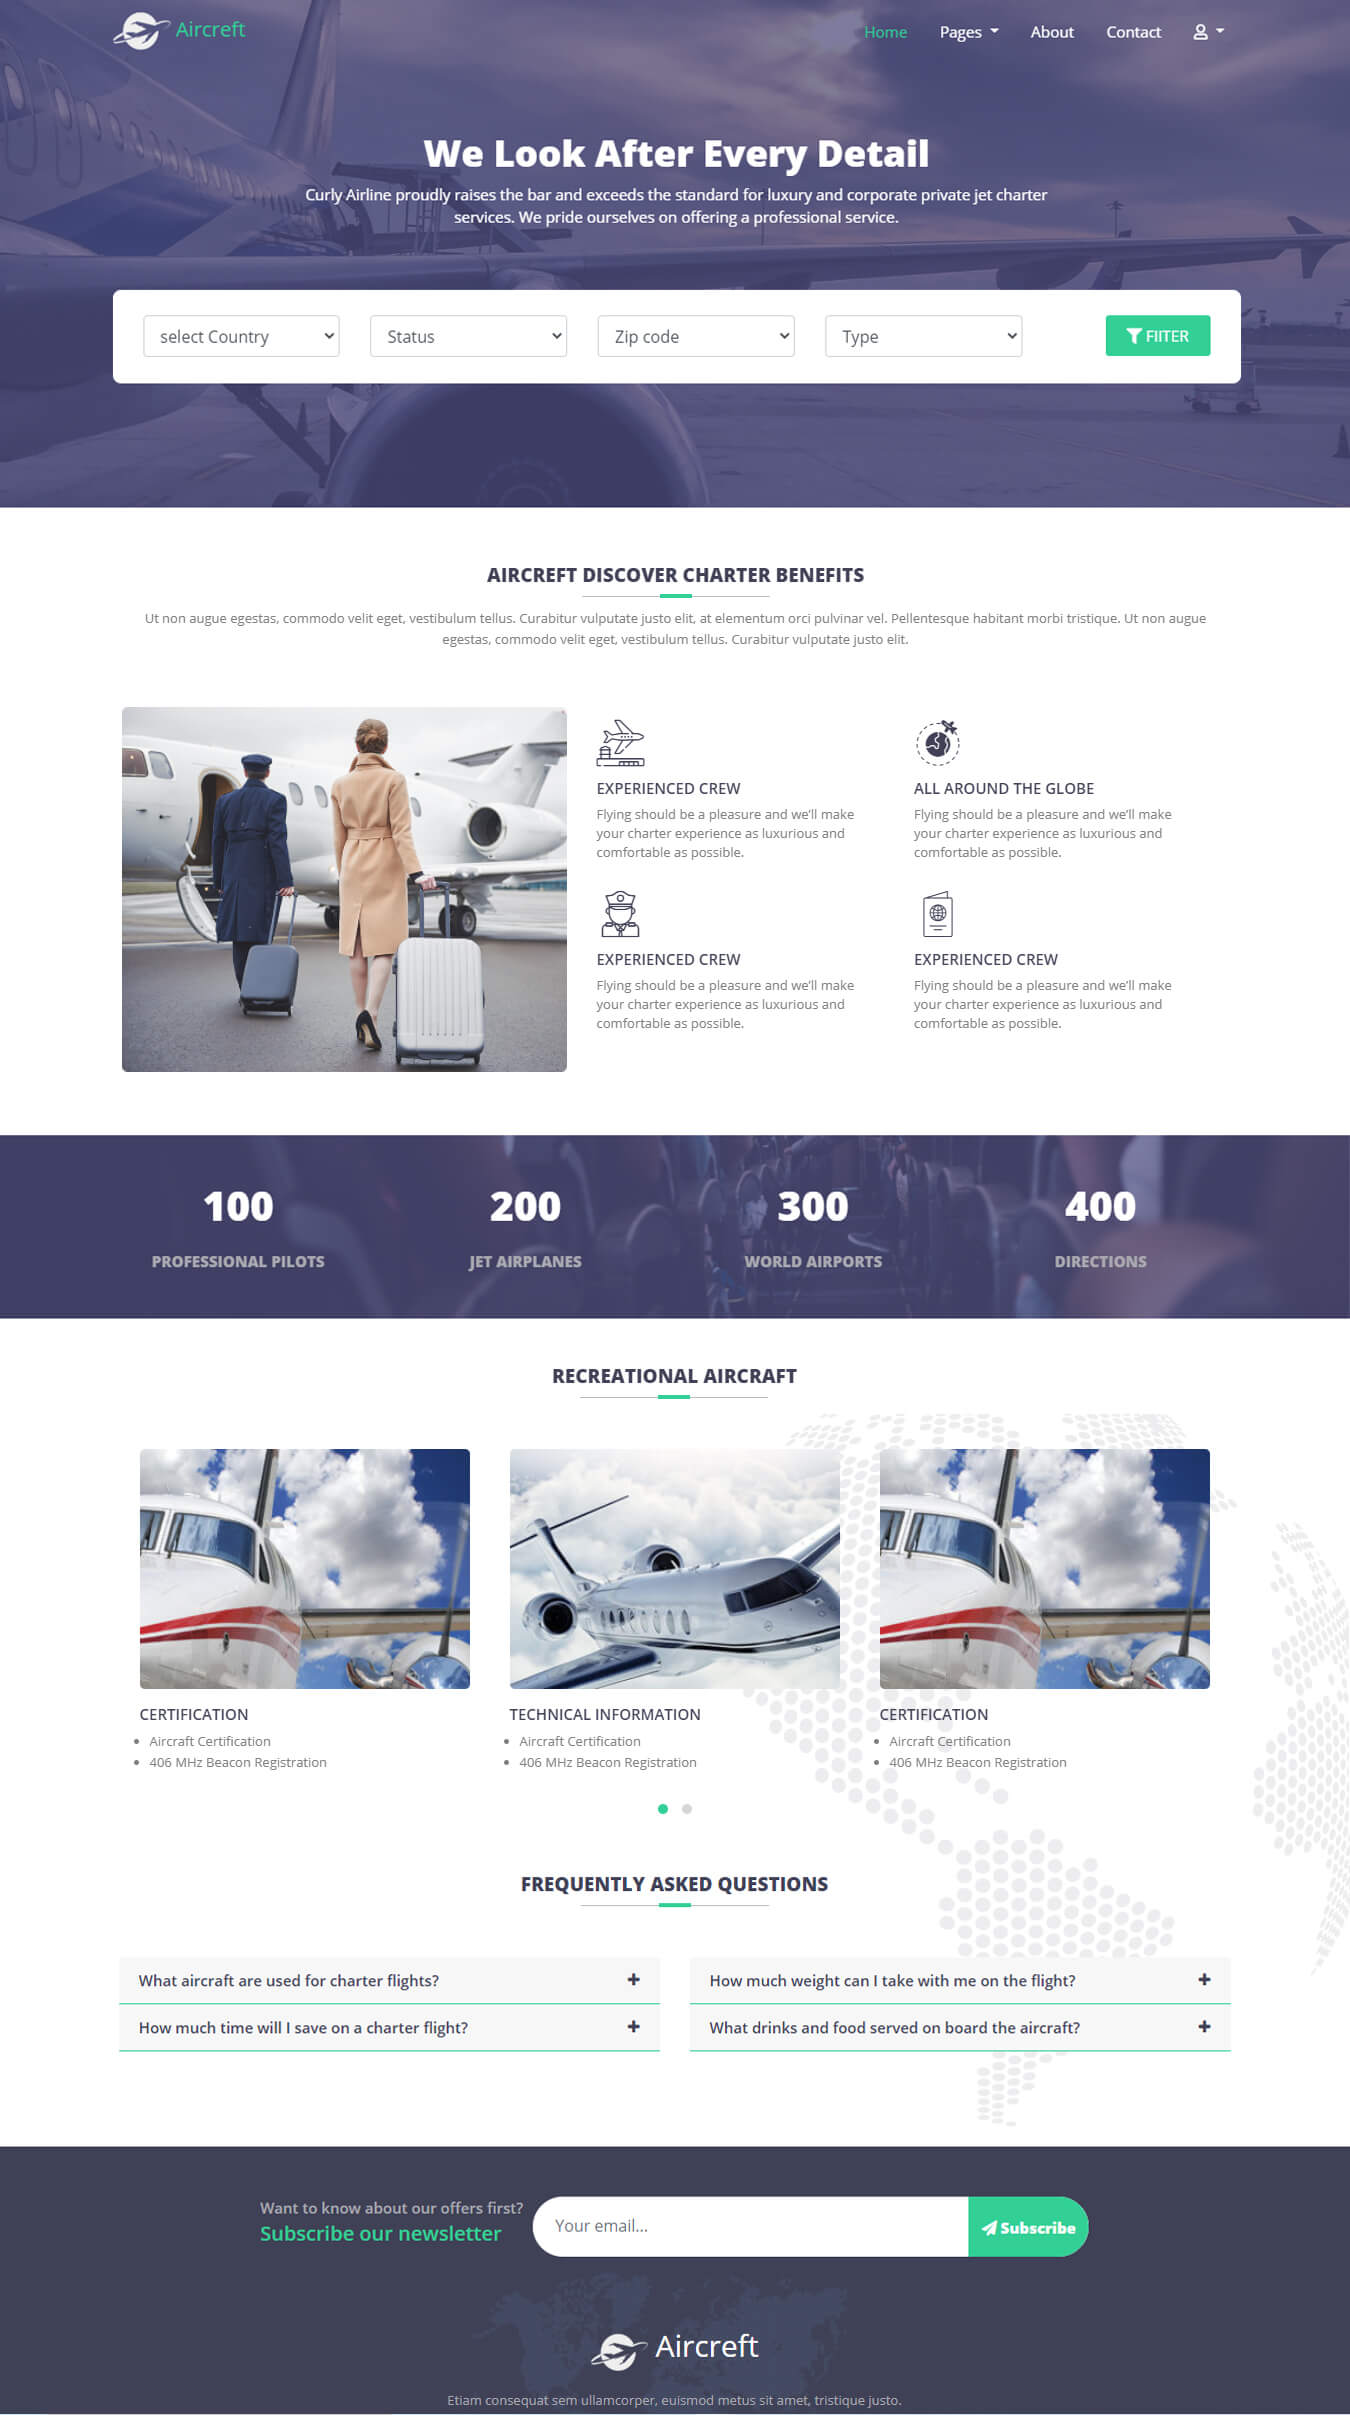 Aircreft
Home Pages About Contact
We Look After Every Detail
Curly Airline proudly raises the bar and exceeds the standard for luxury and corporate private jet charter
services. We pride ourselves on offering a professional service.
select Country Status Zip code Type FIITER
AIRCREFT DISCOVER CHARTER BENEFITS
Ut non augue egestas, commodo velit eget, vestibulum tellus. Curabitur vulputate justo elit, at elementum orci pulvinar vel. Pellentesque habitant morbi tristique. Ut non augue
egestas, commodo velit eget, vestibulum tellus. Curabitur vulputate justo elit.
EXPERIENCED CREW
Flying should be a pleasure and we'll make
your charter experience as luxurious and
comfortable as possible.
ALL AROUND THE GLOBE
Flying should be a pleasure and we'll make
your charter experience as luxurious and
comfortable as possible.
EXPERIENCED CREW
Flying should be a pleasure and we'll make
your charter experience as luxurious and
comfortable as possible.
EXPERIENCED CREW
Flying should be a pleasure and we'll make
your charter experience as luxurious and
comfortable as possible.
100 200 300 400
PROFESSIONAL PILOTS JET AIRPLANES WORLD AIRPORTS DIRECTIONS
RECREATIONAL AIRCRAFT
CERTIFICATION
• Aircraft Certification
• 406 MHz Beacon Registration
TECHNICAL INFORMATION
• Aircraft Certification
• 406 MHz Beacon Registration
CERTIFICATION
• Aircraft Certification
• 406 MHz Beacon Registration
FREQUENTLY ASKED QUESTIONS
What aircraft are used for charter flights?
How much time will I save on a charter flight?
How much weight can I take with me on the flight?
What drinks and food served on board the aircraft?
Want to know about our offers first?
Subscribe our newsletter
Your email...
Subscribe
Aircreft
Etiam consequat sem ullamcorper, euismod metus sit amet, tristique justo.